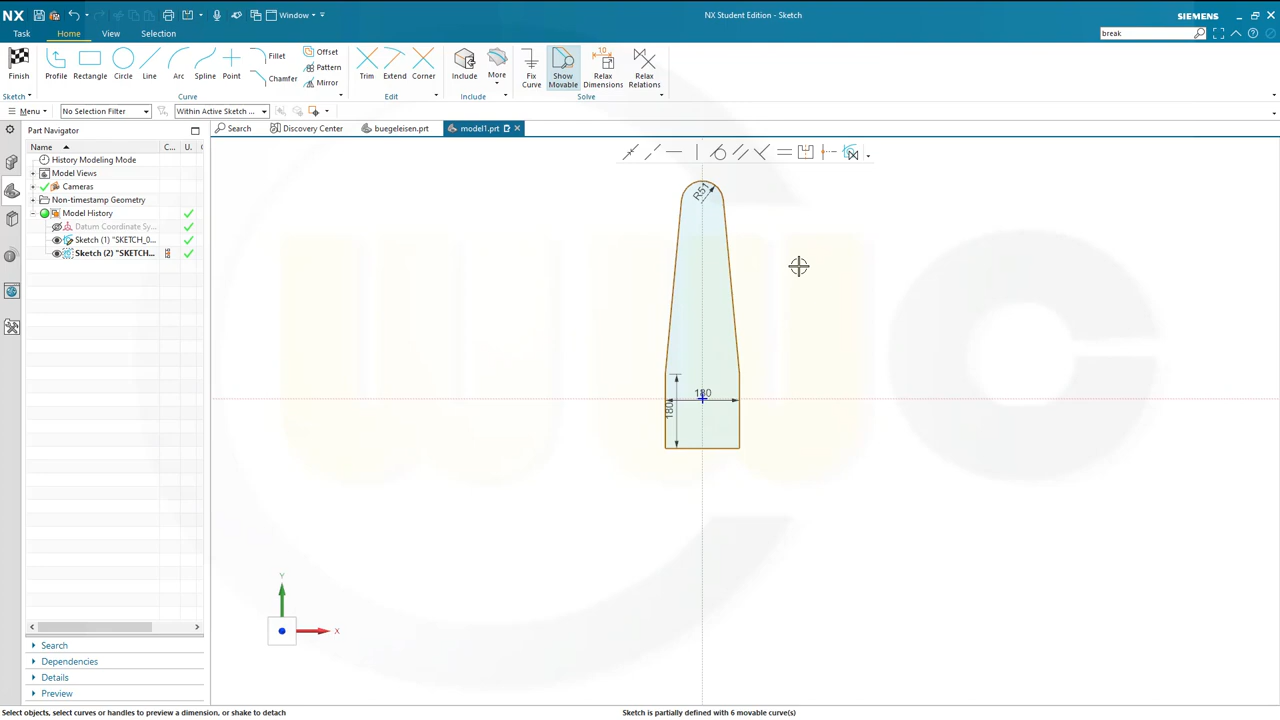 NX
Window
NX Student Edition - Sketch
SIEMENS
Task
Home
View
Selection
break
Finish
Profile
Rectangle
Circle
Line
Arc
Spline
Point
Fillet
Chamfer
Offset
Pattern
Mirror
Trim
Extend
Corner
Include
More
Fix
Curve
Show
Movable
10
Relax
Dimensions
Relax
Relations
Sketch
Curve
Edit
Include
Solve
Menu
No Selection Filter
Within Active Sketch ...
Part Navigator
Search
Discovery Center
buegeleisen.prt
model1.prt
Name
C...
U.
History Modeling Mode
Model Views
Cameras
Non-timestamp Geometry
Model History
Datum Coordinate Sy...
Sketch (1) "SKETCH_0...
Sketch (2) "SKETCH...
R51
180
180
Y
X
Search
Dependencies
Details
Preview
Select objects, select curves or handles to preview a dimension, or shake to detach
Sketch is partially defined with 6 movable curve(s)